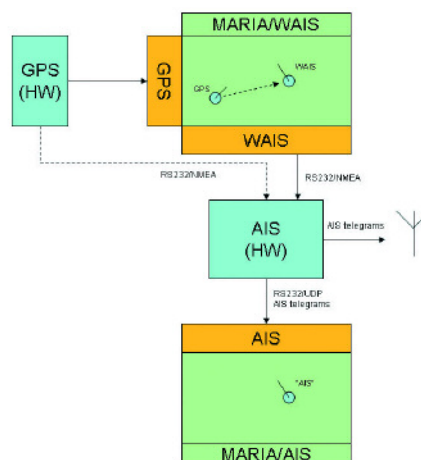 MARIA/WAIS
GPS
(HW)
GPS
WAIS
GPS
WAIS
RS232/NMEA
RS232/NMEA
AIS
(HW)
AIS telegrams
RS232/UDP
AIS telegrams
AIS
"AIS"
MARIA/AIS